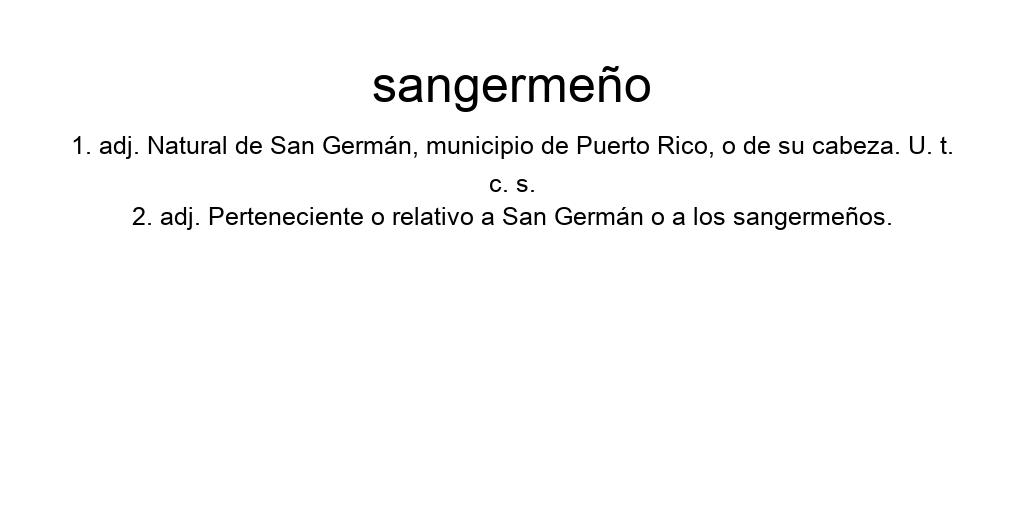 sangermeño
1. adj. Natural de San Germán, municipio de Puerto Rico, o de su cabeza. U. t.
c. s.
2. adj. Perteneciente o relativo a San Germán o a los sangermeños.